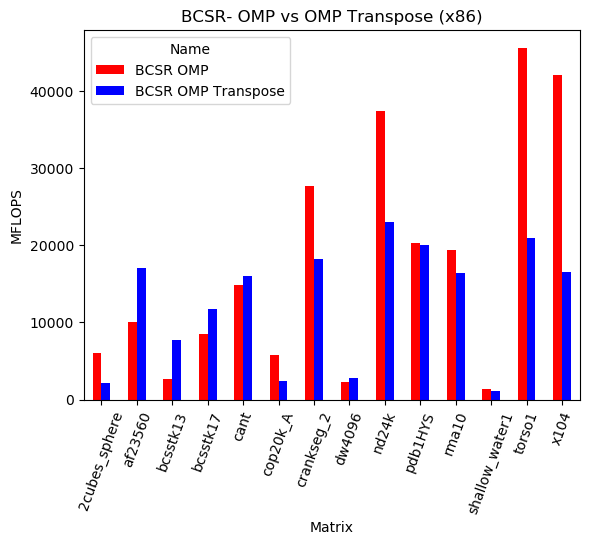 BCSR- OMP vs OMP Transpose (x86)
Name
BCSR OMP
BCSR OMP Transpose
MFLOPS
40000
30000
20000
10000
0
2cubes_sphere
af23560
bcsstk13
bcsstk17
cant
cop20k_A
crankseg_2
dw4096
nd24k
pdb1HYS
rma10
shallow_water1
torso1
x104
Matrix